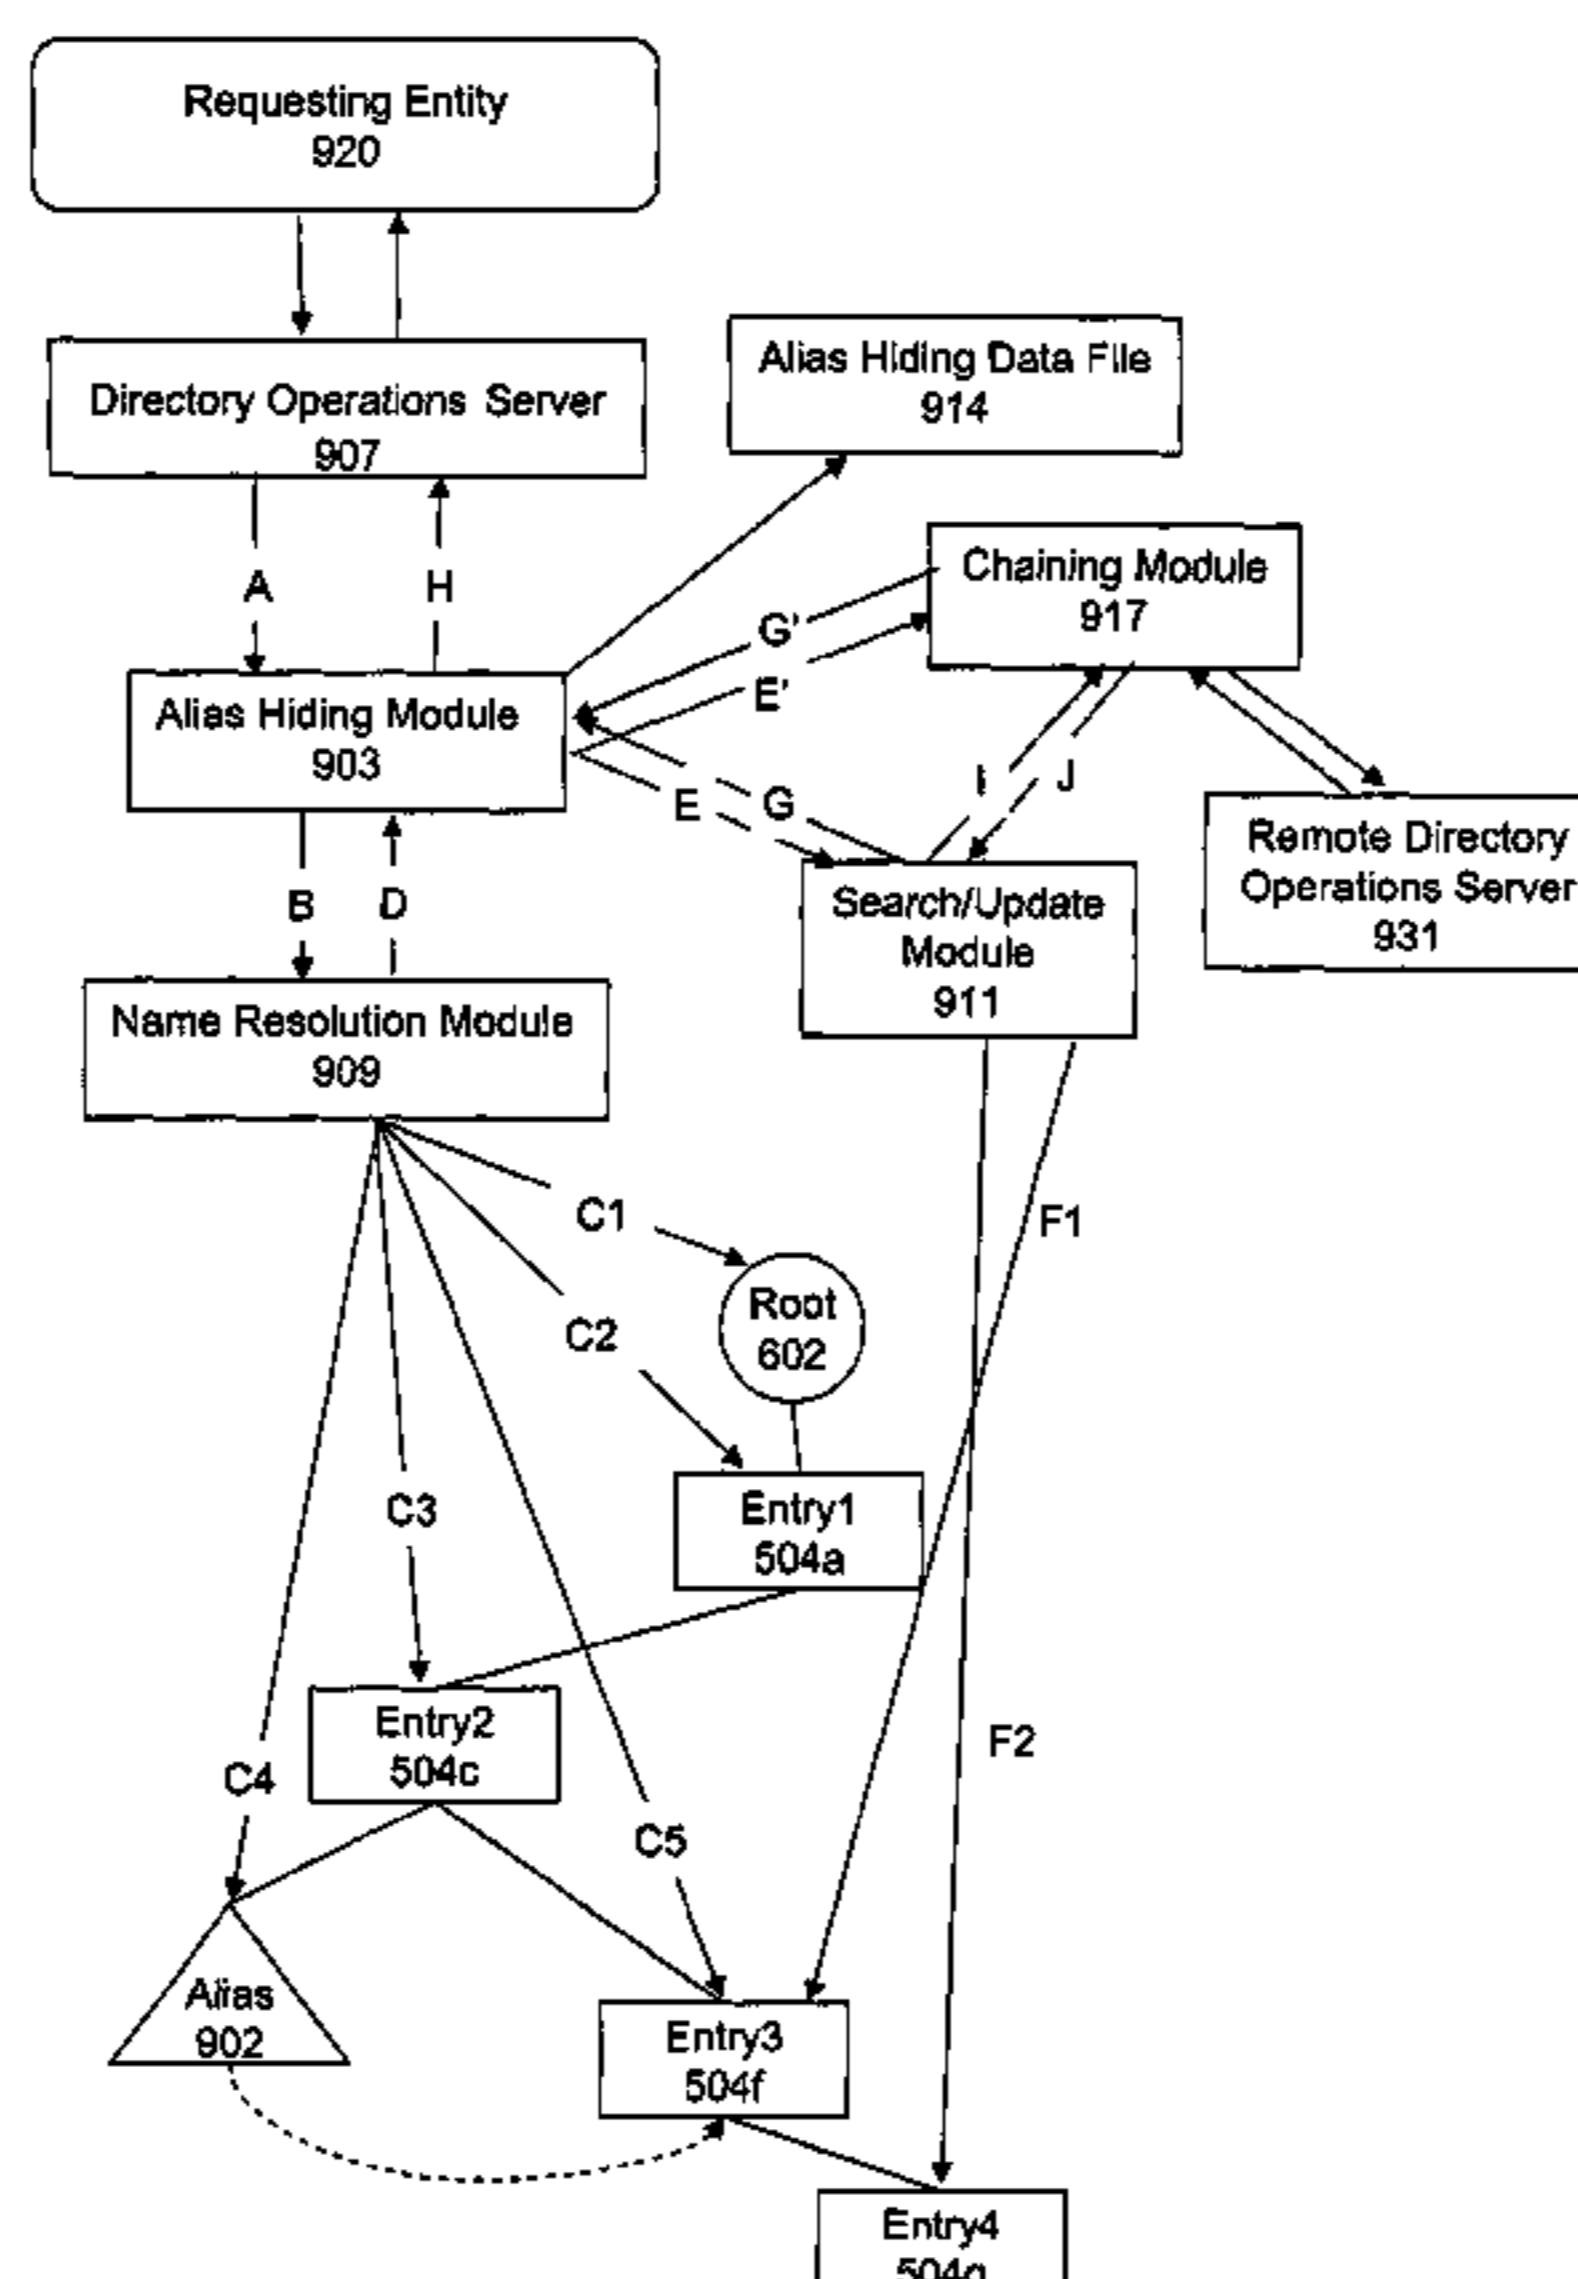 Requesting Entity
920
Directory Operations Server
907
Alias Hiding Data File
914
Chaining Module
917
A
H
G'
E'
Alias Hiding Module
903
I
J
E
G
Remote Directory
Operations Server
931
B
D
Search/Update
Module
911
Name Resolution Module
909
C1
F1
Root
602
C2
C3
Entry1
504a
Entry2
504c
F2
C4
C5
Alias
902
Entry3
504f
Entry4